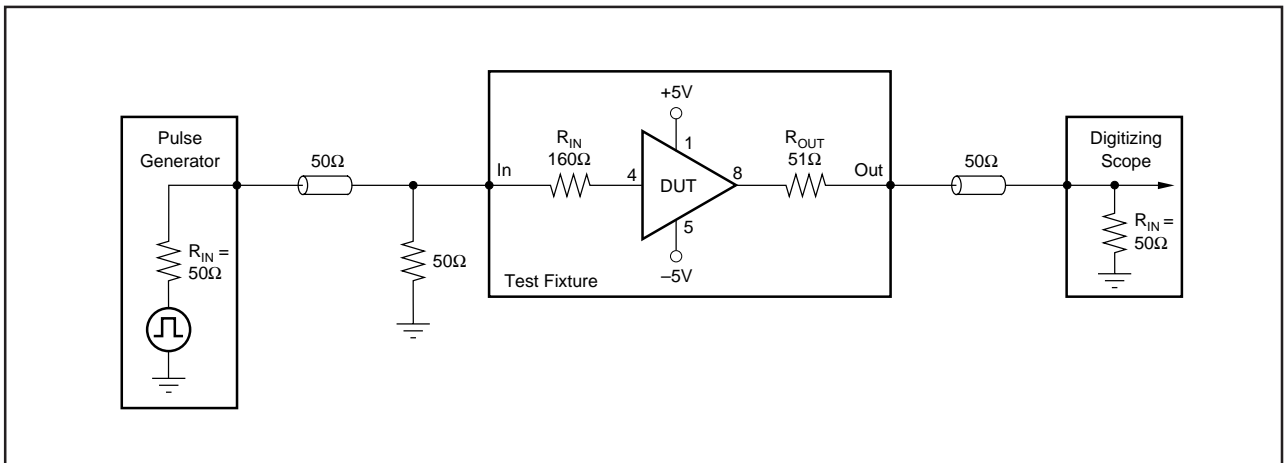 Pulse
Generator
R_IN =
50Ω
50Ω
50Ω
In
R_IN
160Ω
4
+5V
1
DUT
5
–5V
8
R_OUT
51Ω
Out
Test Fixture
50Ω
Digitizing
Scope
R_IN =
50Ω